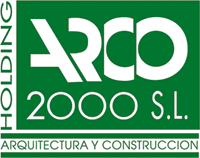 HOLDING
ARCO
2000 S.L.
ARQUITECTURA Y CONSTRUCCION